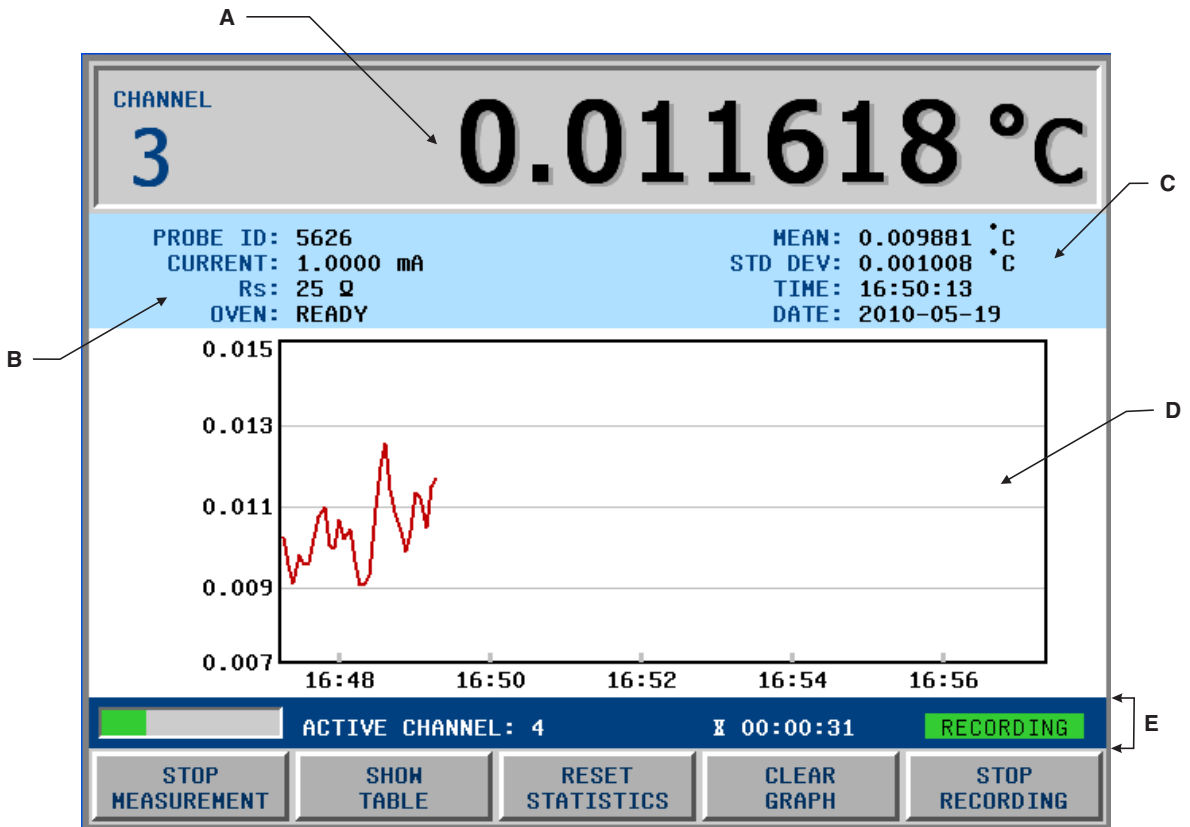 A
CHANNEL
3
0.011618 °C
C
PROBE ID: 5626
CURRENT: 1.0000 mA
Rs: 25 Ω
OVEN: READY
MEAN: 0.009881 °C
STD DEV: 0.001008 °C
TIME: 16:50:13
DATE: 2010-05-19
B
D
0.015
0.013
0.011
0.009
0.007
16:48 16:50 16:52 16:54 16:56
ACTIVE CHANNEL: 4 00:00:31 RECORDING
E
STOP MEASUREMENT
SHOW TABLE
RESET STATISTICS
CLEAR GRAPH
STOP RECORDING